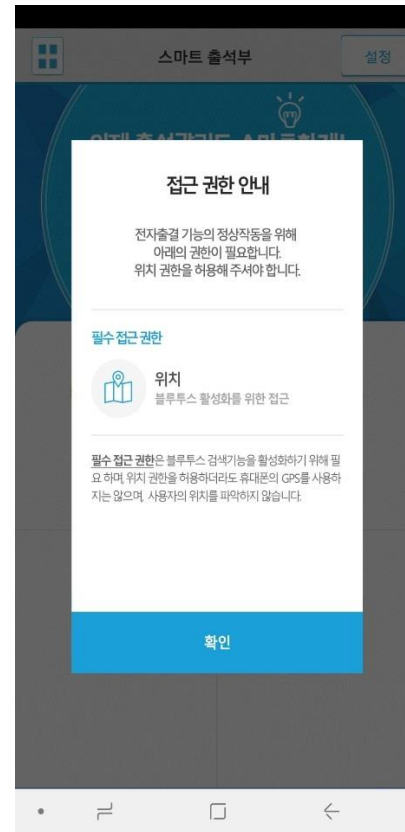 스마트 출석부
설정
접근 권한 안내
전자출결 기능의 정상작동을 위해
아래의 권한이 필요합니다.
위치 권한을 허용해 주셔야 합니다.
필수 접근 권한
위치
블루투스 활성화를 위한 접근
필수 접근 권한은 블루투스 검색기능을 활성화하기 위해 필
요 하며, 위치 권한을 허용하더라도 휴대폰의 GPS를 사용하
지는 않으며, 사용자의 위치를 파악하지 않습니다.
확인